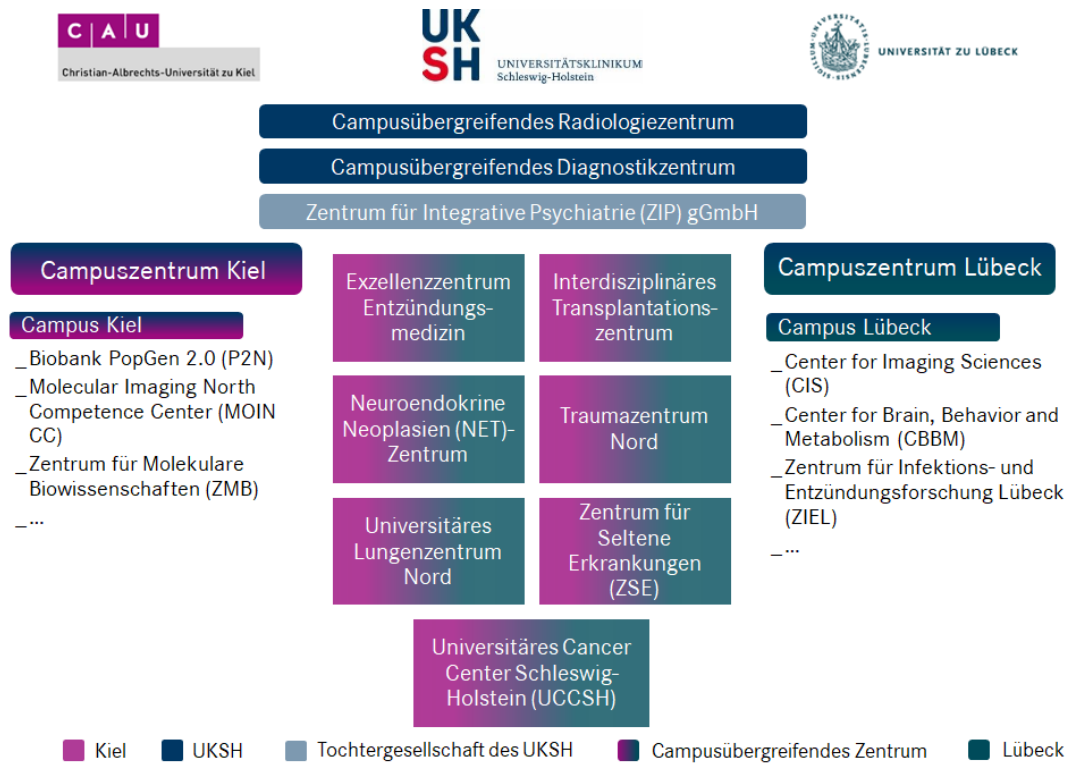 C A U
Christian-Albrechts-Universität zu Kiel
UK
SH
UNIVERSITÄTSKLINIKUM
Schleswig-Holstein
UNIVERSITÄT ZU LÜBECK
Campusübergreifendes Radiologiezentrum
Campusübergreifendes Diagnostikzentrum
Zentrum für Integrative Psychiatrie (ZIP) gGmbH
Campuszentrum Kiel
Campus Kiel
_Biobank PopGen 2.0 (P2N)
_Molecular Imaging North
Competence Center (MOIN
CC)
_Zentrum für Molekulare
Biowissenschaften (ZMB)
_...
Exzellenzzentrum
Entzündungs-
medizin
Interdisziplinäres
Transplantations-
zentrum
Neuroendokrine
Neoplasien (NET)-
Zentrum
Traumazentrum
Nord
Universitäres
Lungenzentrum
Nord
Zentrum für
Seltene
Erkrankungen
(ZSE)
Universitäres Cancer
Center Schleswig-
Holstein (UCCSH)
Campuszentrum Lübeck
Campus Lübeck
_Center for Imaging Sciences
(CIS)
_Center for Brain, Behavior and
Metabolism (CBBM)
_Zentrum für Infektions- und
Entzündungsforschung Lübeck
(ZIEL)
_...
Kiel
UKSH
Tochtergesellschaft des UKSH
Campusübergreifendes Zentrum
Lübeck